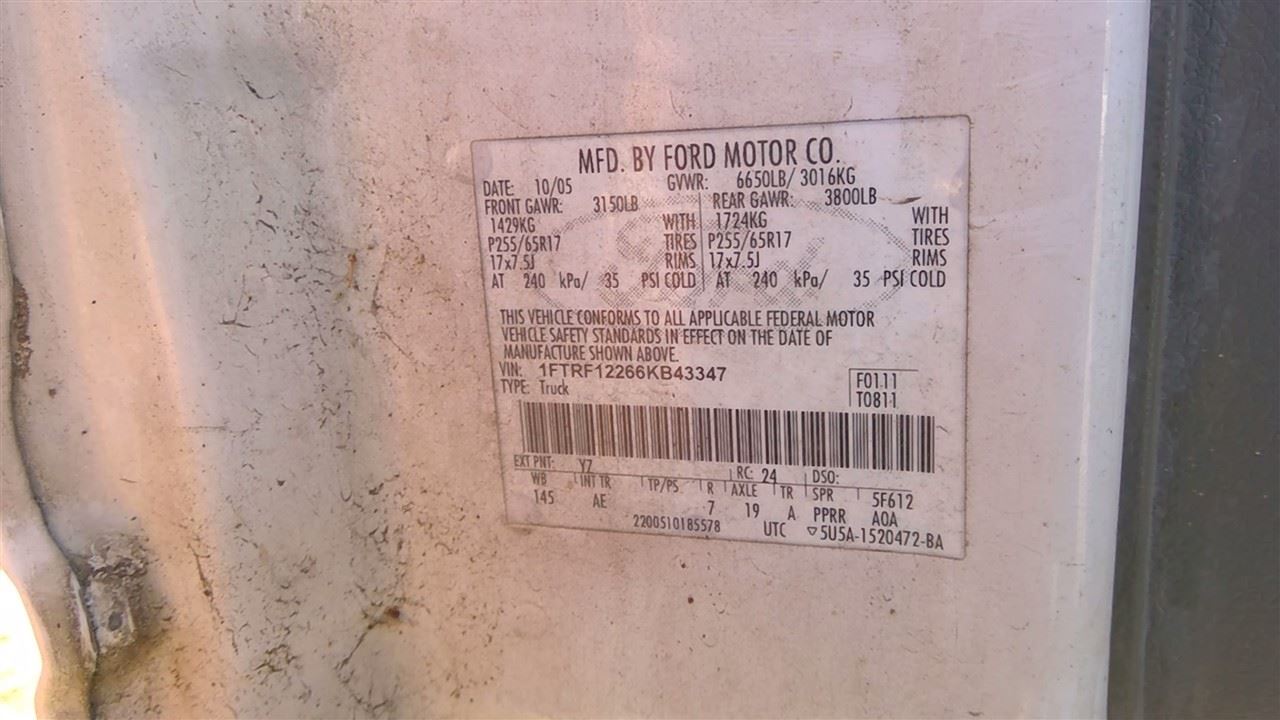 MFD. BY FORD MOTOR CO.
DATE: 10/05 GVWR: 6650LB/ 3016KG
FRONT GAWR: 3150LB REAR GAWR: 3800LB
1429KG WITH 1724KG WITH
P255/65R17 TIRES P255/65R17 TIRES
17x7.5J RIMS 17x7.5J RIMS
AT 240 kPa/ 35 PSI COLD AT 240 kPa/ 35 PSI COLD
THIS VEHICLE CONFORMS TO ALL APPLICABLE FEDERAL MOTOR
VEHICLE SAFETY STANDARDS IN EFFECT ON THE DATE OF
MANUFACTURE SHOWN ABOVE.
VIN: 1FTRF12266KB43347
TYPE: Truck
F0111
T0811
EXT PNT: YZ RC: 24 DSO:
WB INT TR TP/PS R AXLE TR SPR 5F612
145 AE 7 19 A PPRR AOA
2200510185578 UTC ▽5U5A-1520472-BA
Ford